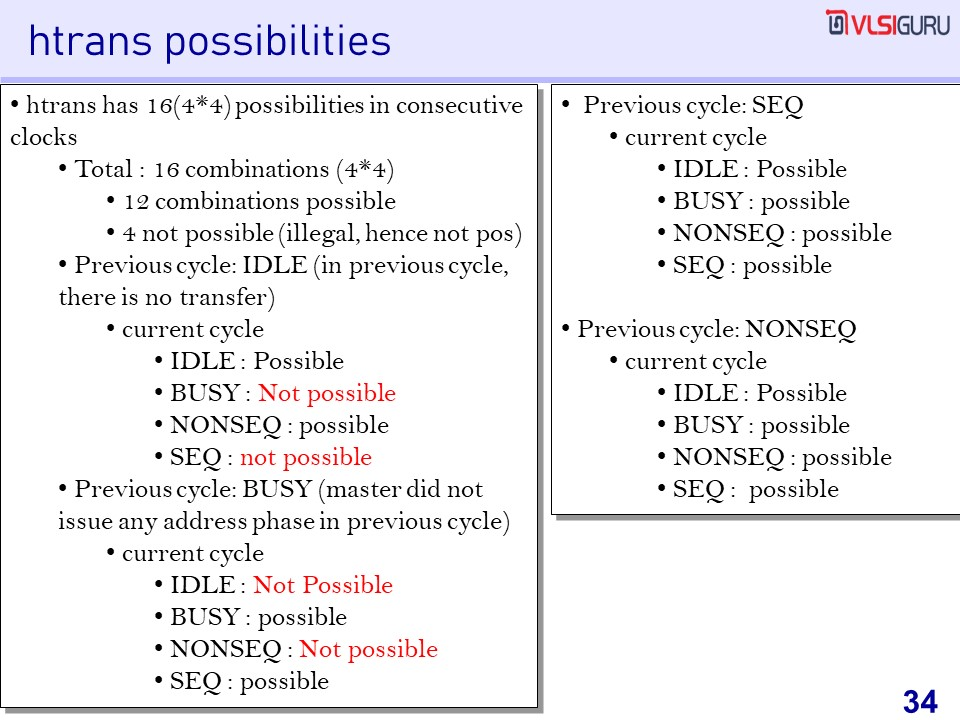 htrans possibilities
VLSIGURU
• htrans has 16(4*4) possibilities in consecutive
clocks
• Total : 16 combinations (4*4)
• 12 combinations possible
• 4 not possible (illegal, hence not pos)
• Previous cycle: IDLE (in previous cycle,
there is no transfer)
• current cycle
• IDLE : Possible
• BUSY : Not possible
• NONSEQ : possible
• SEQ : not possible
• Previous cycle: BUSY (master did not
issue any address phase in previous cycle)
• current cycle
• IDLE : Not Possible
• BUSY : possible
• NONSEQ : Not possible
• SEQ : possible
• Previous cycle: SEQ
• current cycle
• IDLE : Possible
• BUSY : possible
• NONSEQ : possible
• SEQ : possible
• Previous cycle: NONSEQ
• current cycle
• IDLE : Possible
• BUSY : possible
• NONSEQ : possible
• SEQ : possible
34